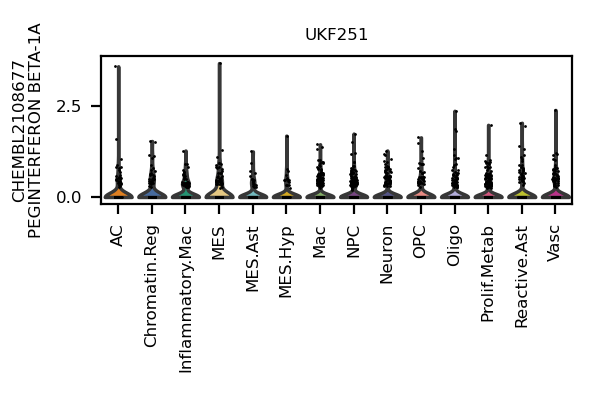 UKF251
CHEMBL2108677
PEGINTERFERON BETA-1A
2.5
0.0
AC
Chromatin.Reg
Inflammatory.Mac
MES
MES.Ast
MES.Hyp
Mac
NPC
Neuron
OPC
Oligo
Prolif.Metab
Reactive.Ast
Vasc